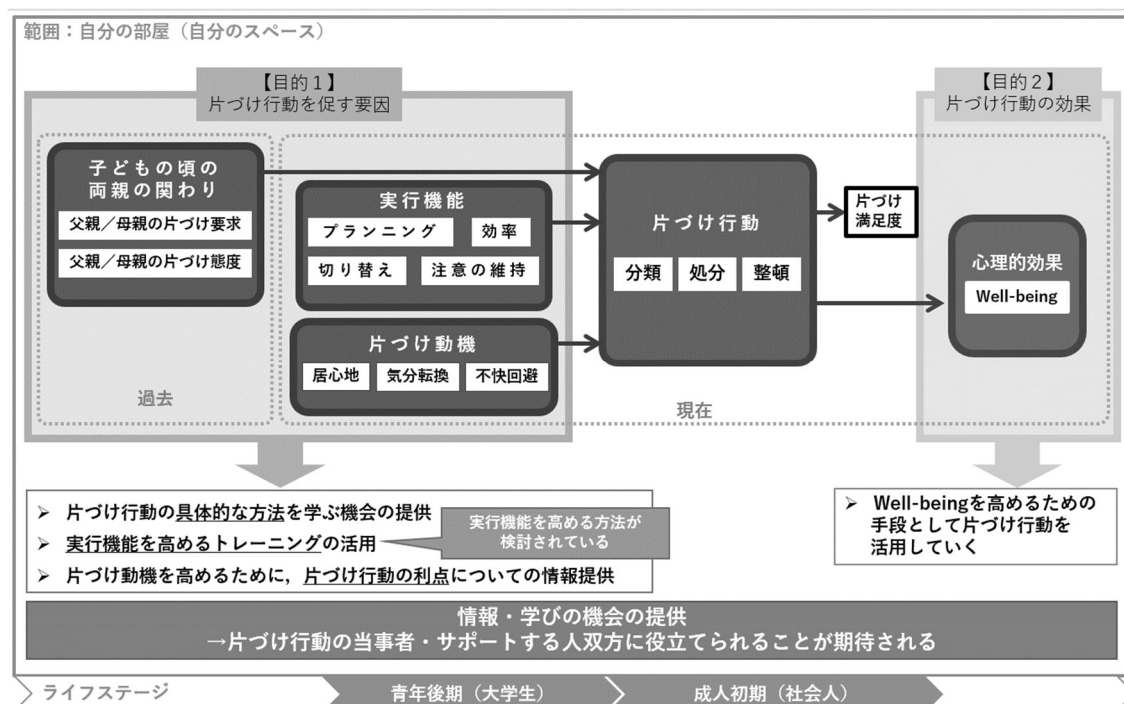 範囲：自分の部屋（自分のスペース）
【目的１】
片づけ行動を促す要因
【目的２】
片づけ行動の効果
子どもの頃の
両親の関わり
父親／母親の片づけ要求
父親／母親の片づけ態度
過去
実行機能
プランニング
効率
切り替え
注意の維持
片づけ動機
居心地
気分転換
不快回避
片づけ行動
分類
処分
整頓
片づけ
満足度
心理的効果
Well-being
現在
➢ 片づけ行動の具体的な方法を学ぶ機会の提供
➢ 実行機能を高めるトレーニングの活用
実行機能を高める方法が
検討されている
➢ 片づけ動機を高めるために，片づけ行動の利点についての情報提供
➢ Well-beingを高めるための
手段として片づけ行動を
活用していく
情報・学びの機会の提供
→片づけ行動の当事者・サポートする人双方に役立てられることが期待される
ライフステージ
青年後期（大学生）
成人初期（社会人）